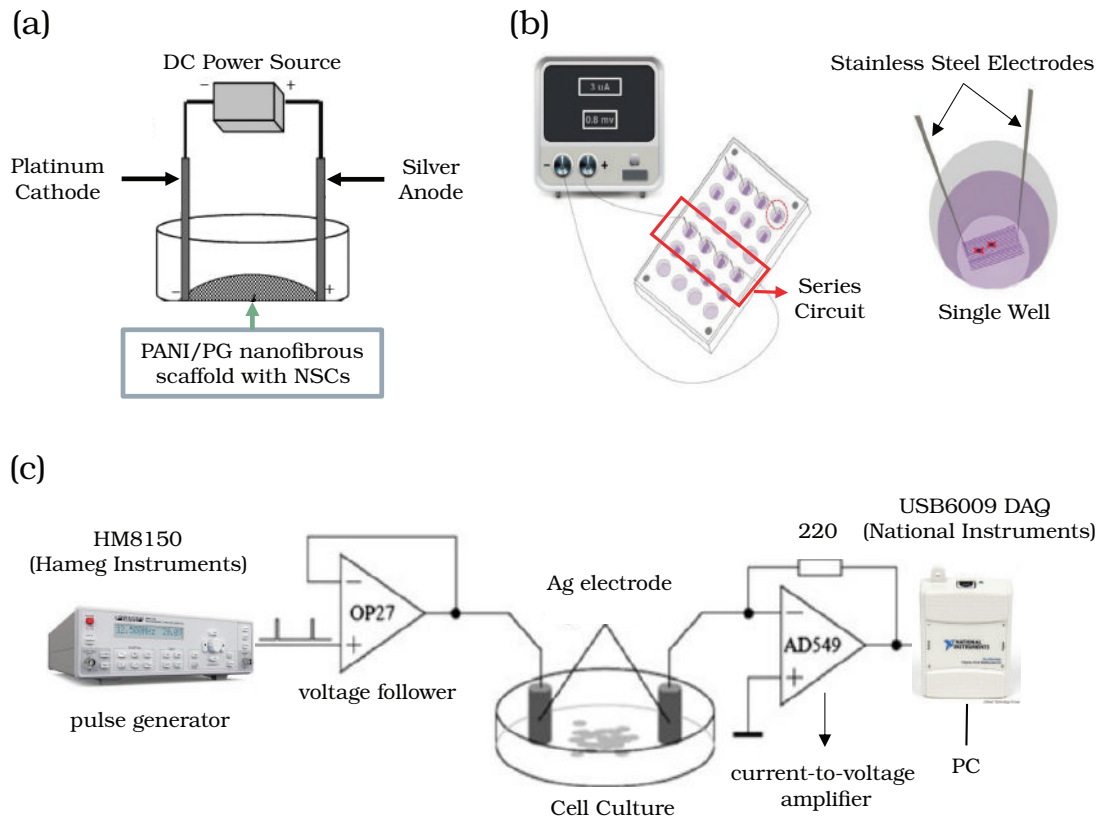 (a)
DC Power Source
−
+
Platinum
Cathode
Silver
Anode
−
+
PANI/PG nanofibrous
scaffold with NSCs
(b)
Stainless Steel Electrodes
3 uA
0.8 mv
−
+
Series
Circuit
Single Well
(c)
HM8150
(Hameg Instruments)
−
OP27
+
voltage follower
pulse generator
Ag electrode
Cell Culture
220
−
AD549
+
current-to-voltage
amplifier
USB6009 DAQ
(National Instruments)
NATIONAL
INSTRUMENTS
PC